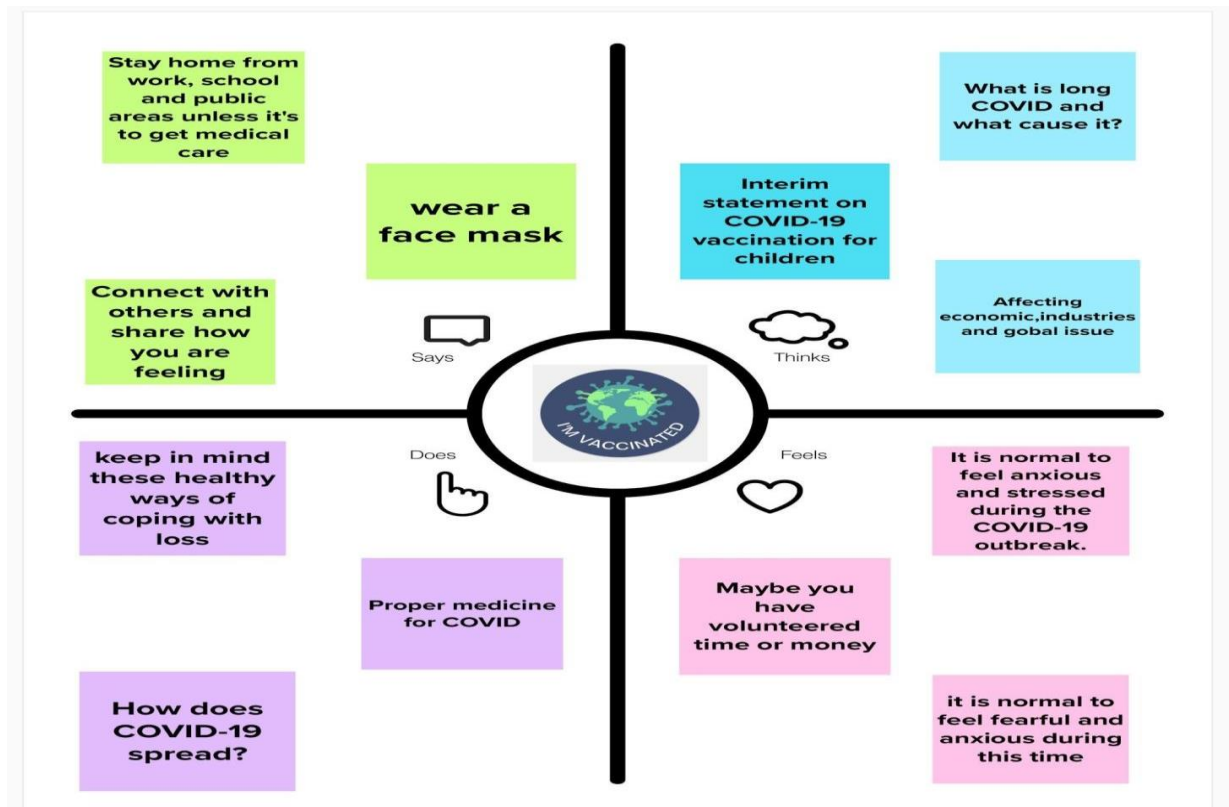 Stay home from
work, school
and public
areas unless it's
to get medical
care
wear a
face mask
Connect with
others and
share how
you are
feeling
Says
What is long
COVID and
what cause it?
Interim
statement on
COVID-19
vaccination for
children
Affecting
economic,industries
and gobal issue
Thinks
I'M VACCINATED
Does
keep in mind
these healthy
ways of
coping with
loss
Proper medicine
for COVID
How does
COVID-19
spread?
Feels
It is normal to
feel anxious
and stressed
during the
COVID-19
outbreak.
Maybe you
have
volunteered
time or money
it is normal to
feel fearful and
anxious during
this time